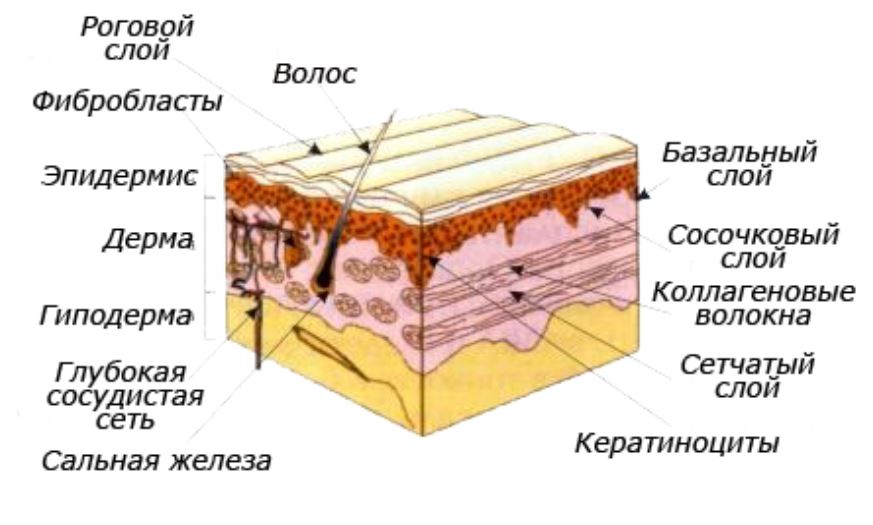 Роговой
слой
Волос
Фибробласты
Эпидермис
Дерма
Гиподерма
Глубокая
сосудистая
сеть
Сальная железа
Базальный
слой
Сосочковый
слой
Коллагеновые
волокна
Сетчатый
слой
Кератиноциты